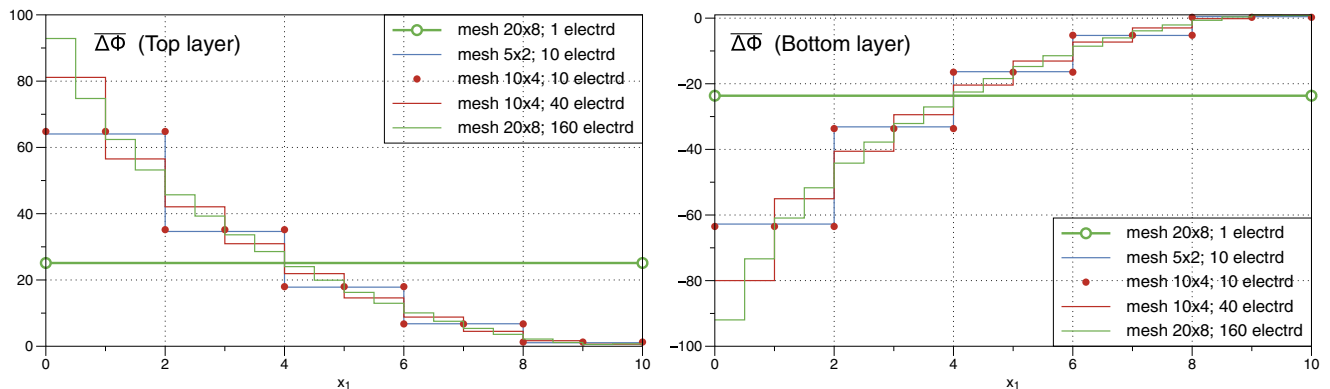 100
80
60
40
20
0
0 2 4 6 8 10
x1
ΔΦ (Top layer)
mesh 20x8; 1 electrd
mesh 5x2; 10 electrd
mesh 10x4; 10 electrd
mesh 10x4; 40 electrd
mesh 20x8; 160 electrd
0
−20
−40
−60
−80
−100
0 2 4 6 8 10
x1
ΔΦ (Bottom layer)
mesh 20x8; 1 electrd
mesh 5x2; 10 electrd
mesh 10x4; 10 electrd
mesh 10x4; 40 electrd
mesh 20x8; 160 electrd